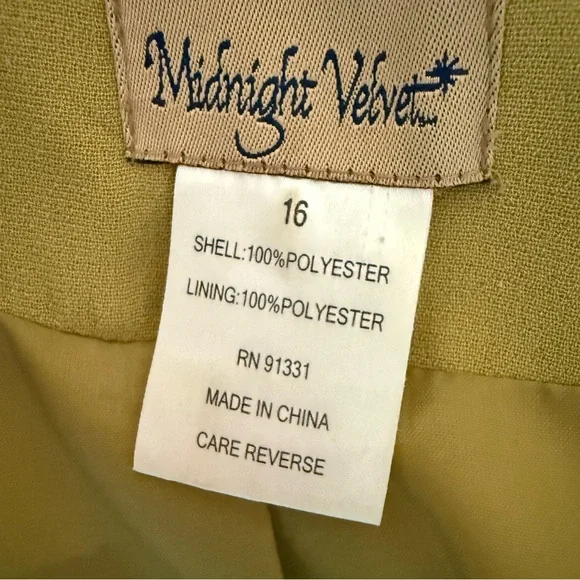 Midnight Velvet
16
SHELL:100%POLYESTER
LINING:100%POLYESTER
RN 91331
MADE IN CHINA
CARE REVERSE